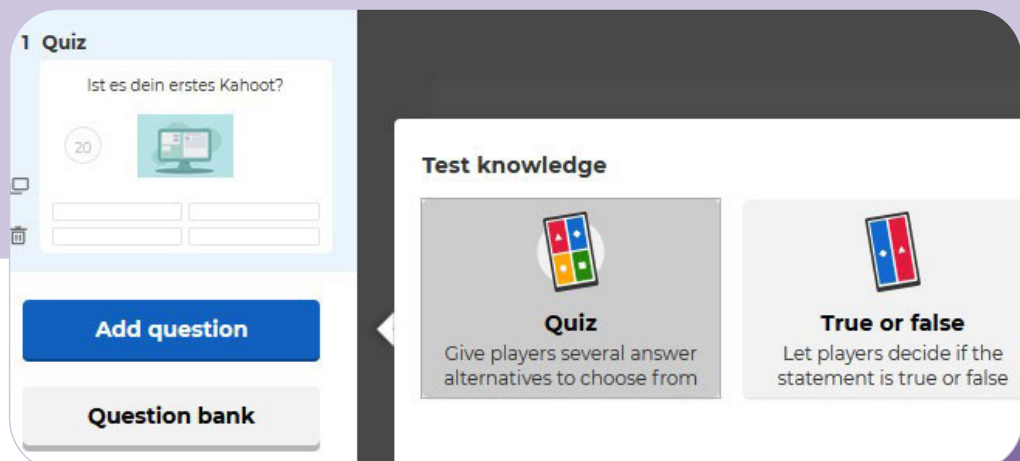 1 Quiz
Ist es dein erstes Kahoot?
20
Add question
Question bank
Test knowledge
Quiz
Give players several answer
alternatives to choose from
True or false
Let players decide if the
statement is true or false